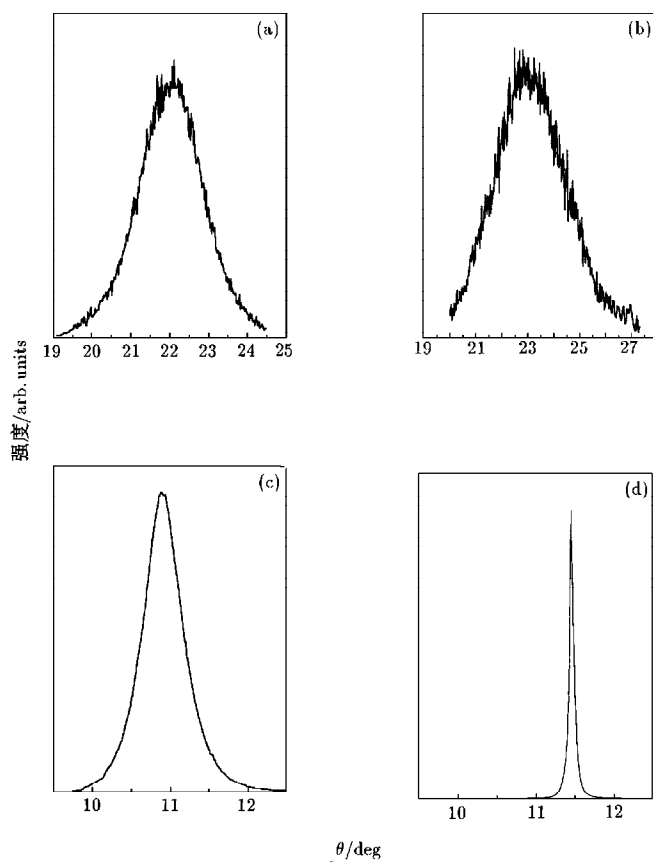 (a)
(b)
19 20 21 22 23 24 25
19 21 23 25 27
强度/arb. units
(c)
(d)
10 11 12
10 11 12
θ/deg